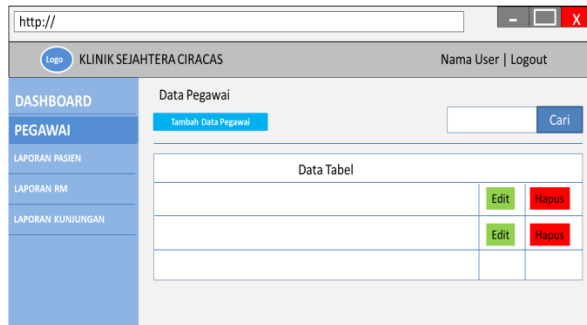 http://
- X
Logo KLINIK SEJAHTERA CIRACAS Nama User | Logout
DASHBOARD
PEGAWAI
LAPORAN PASIEN
LAPORAN RM
LAPORAN KUNJUNGAN
Data Pegawai
Tambah Data Pegawai
Cari
Data Tabel
Edit Hapus
Edit Hapus